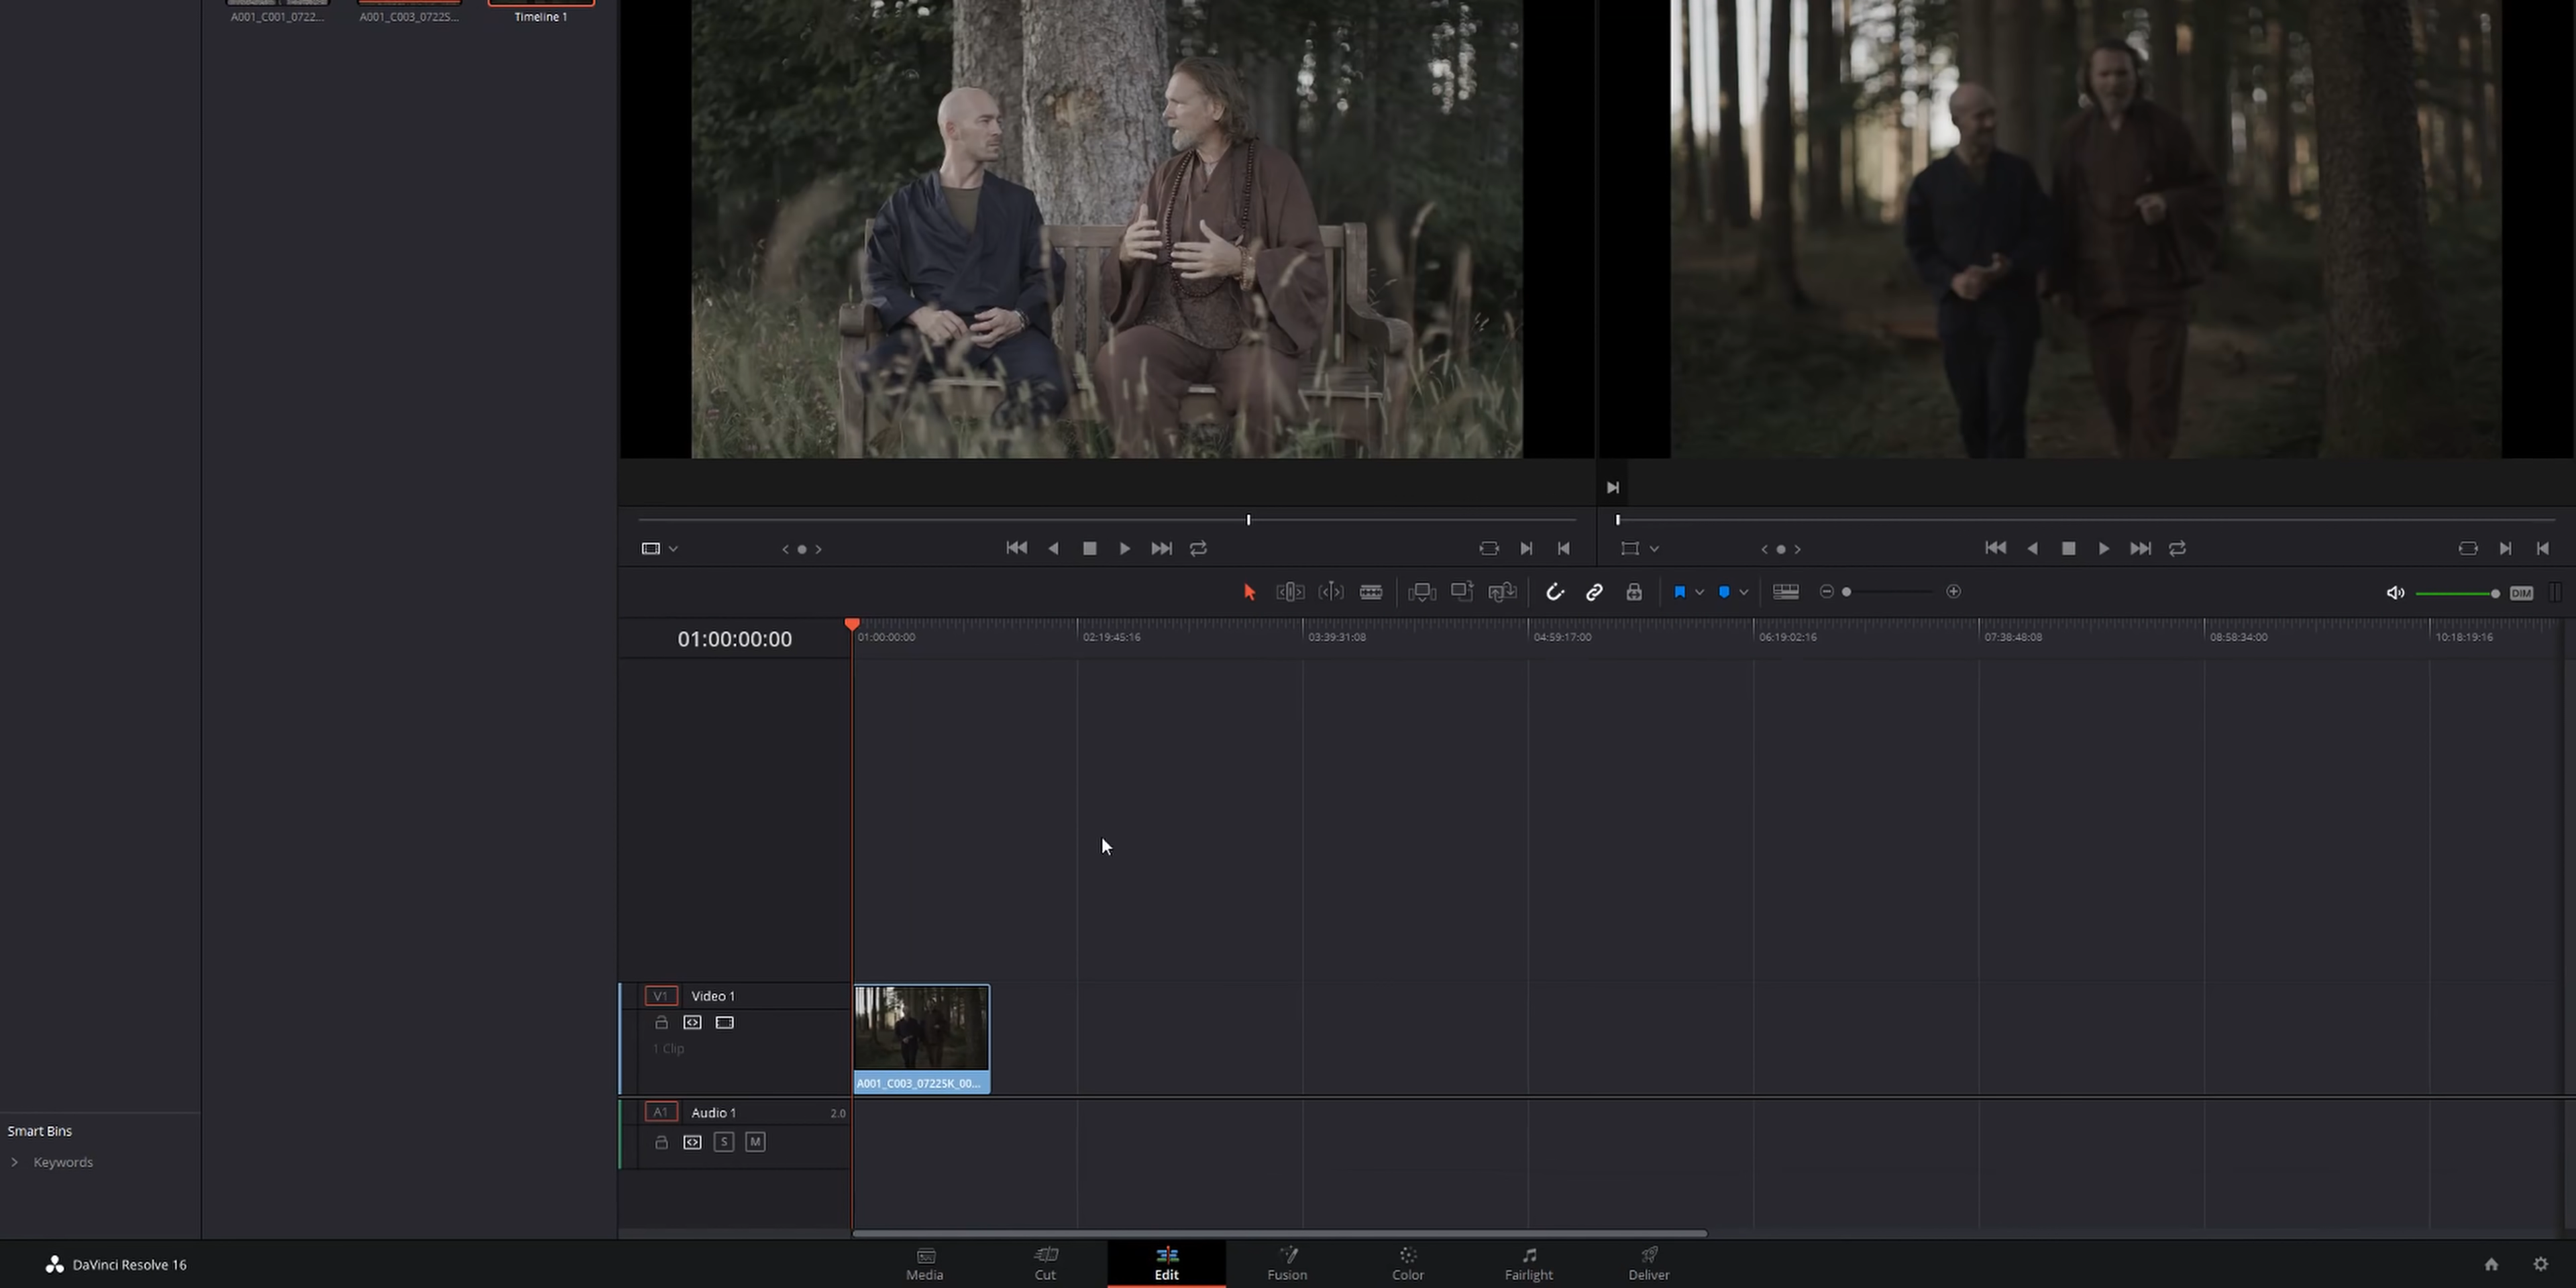 A001_C001_0722...
A001_C003_0722S...
Timeline 1
DIM
01:00:00:00
01:00:00:00
02:19:45:16
03:39:31:08
04:59:17:00
06:19:02:16
07:38:48:08
08:58:34:00
10:18:19:16
V1
Video 1
1 Clip
A001_C003_0722SK_00...
A1
Audio 1
2.0
S
M
Smart Bins
Keywords
DaVinci Resolve 16
Media
Cut
Edit
Fusion
Color
Fairlight
Deliver